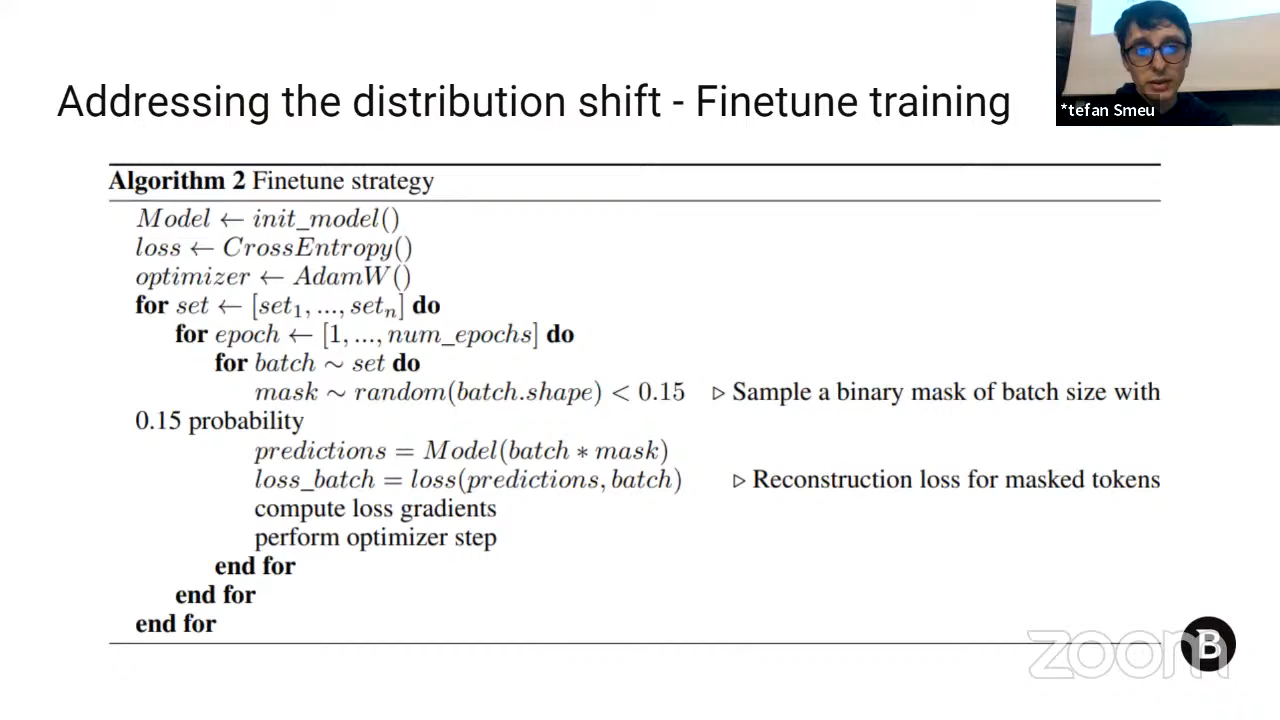 Addressing the distribution shift - Finetune training
*tefan Smeu
Algorithm 2 Finetune strategy
Model ← init_model()
loss ← CrossEntropy()
optimizer ← AdamW()
for set ← [set₁, ..., setₙ] do
for epoch ← [1, ..., num_epochs] do
for batch ∼ set do
mask ∼ random(batch.shape) < 0.15 ▷ Sample a binary mask of batch size with
0.15 probability
predictions = Model(batch * mask)
loss_batch = loss(predictions, batch) ▷ Reconstruction loss for masked tokens
compute loss gradients
perform optimizer step
end for
end for
end for
zoom
B